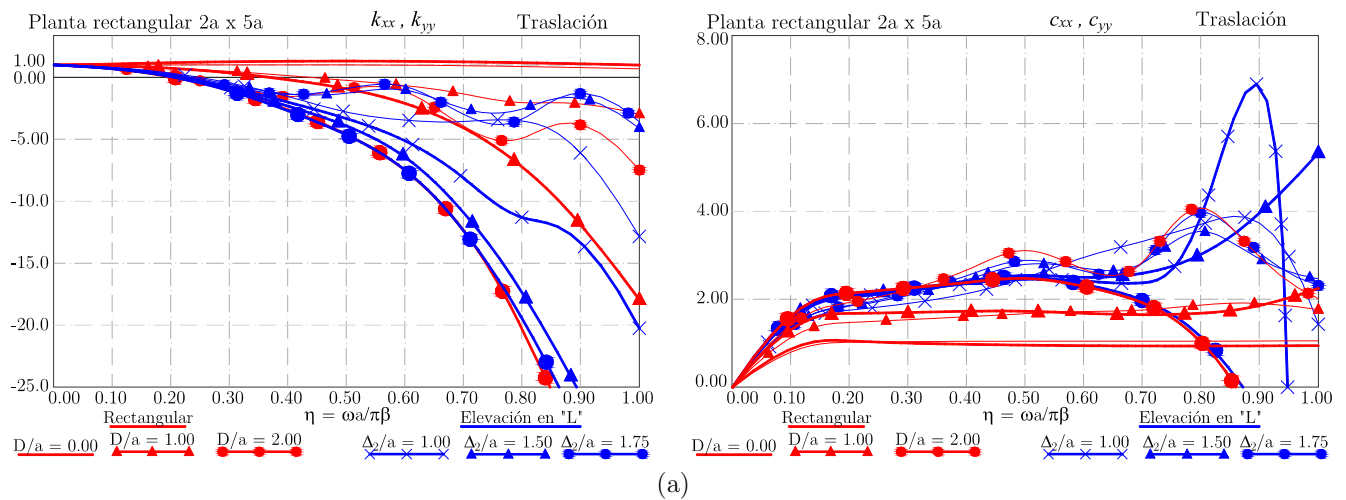 Planta rectangular 2a x 5a
kxx , kyy
Traslación
1.00
0.00
-5.00
-10.0
-15.0
-20.0
-25.0
0.00 0.10 0.20 0.30 0.40 0.50 0.60 0.70 0.80 0.90 1.00
Rectangular
η = ωa/πβ
Elevación en "L"
D/a = 0.00
D/a = 1.00
D/a = 2.00
Δ2/a = 1.00
Δ2/a = 1.50
Δ2/a = 1.75
Planta rectangular 2a x 5a
cxx , cyy
Traslación
8.00
6.00
4.00
2.00
0.00
0.00 0.10 0.20 0.30 0.40 0.50 0.60 0.70 0.80 0.90 1.00
Rectangular
η = ωa/πβ
Elevación en "L"
D/a = 0.00
D/a = 1.00
D/a = 2.00
Δ2/a = 1.00
Δ2/a = 1.50
Δ2/a = 1.75
(a)